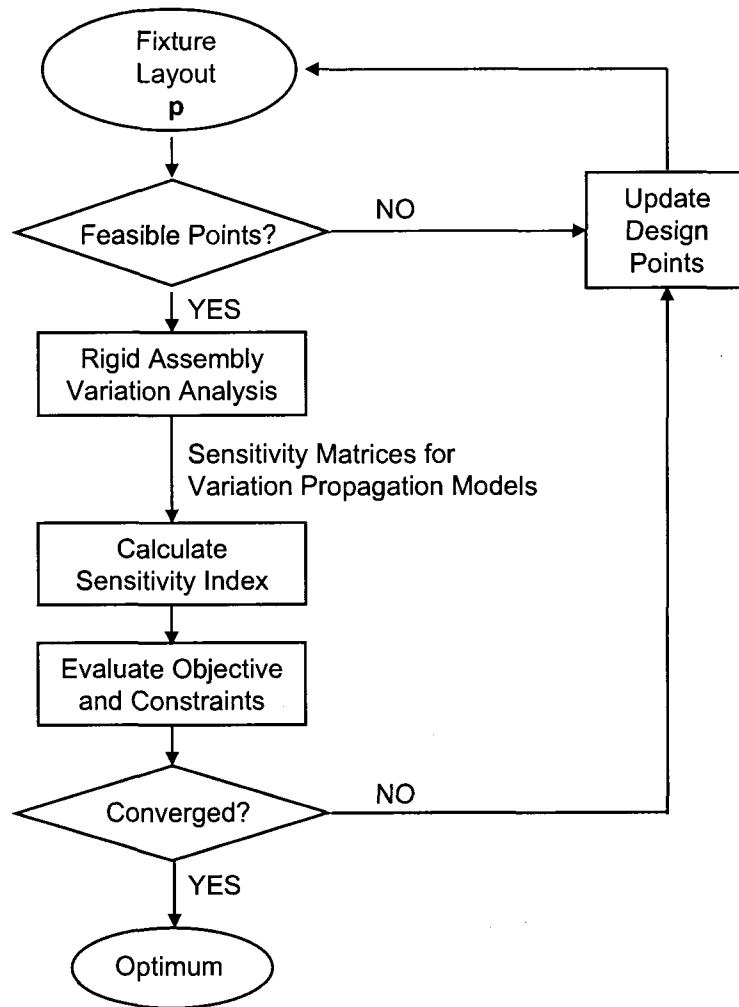 Fixture
Layout
p
Feasible Points?
NO
Update
Design
Points
YES
Rigid Assembly
Variation Analysis
Sensitivity Matrices for
Variation Propagation Models
Calculate
Sensitivity Index
Evaluate Objective
and Constraints
Converged?
NO
YES
Optimum